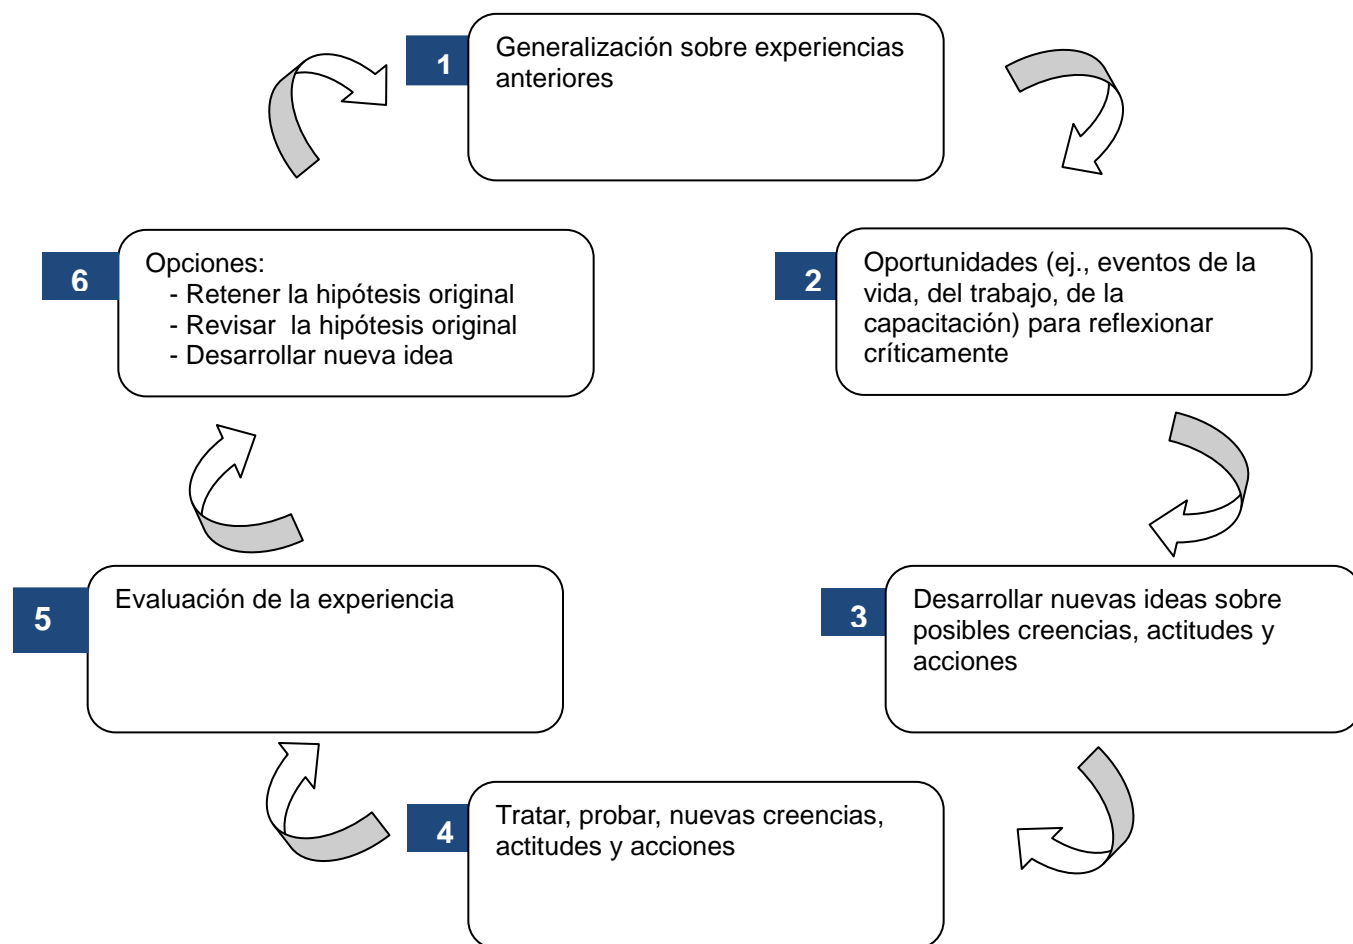 1
Generalización sobre experiencias
anteriores
2
Oportunidades (ej., eventos de la
vida, del trabajo, de la
capacitación) para reflexionar
críticamente
3
Desarrollar nuevas ideas sobre
posibles creencias, actitudes y
acciones
4
Tratar, probar, nuevas creencias,
actitudes y acciones
5
Evaluación de la experiencia
6
Opciones:
- Retener la hipótesis original
- Revisar  la hipótesis original
- Desarrollar nueva idea